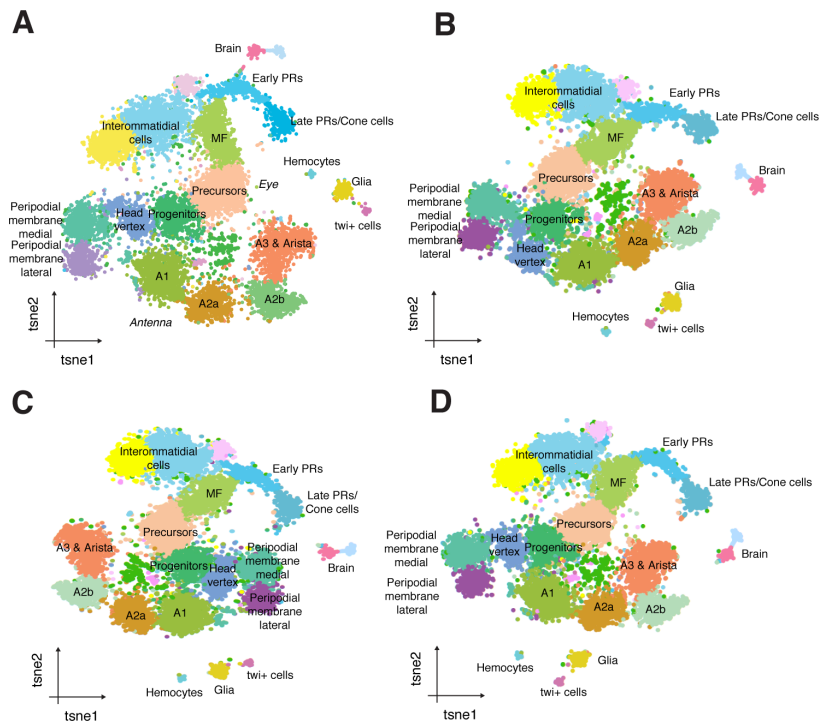 A
Brain
Early PRs
Interommatidial
cells
MF
Late PRs/Cone cells
Hemocytes
Precursors
Eye
Glia
twi+ cells
Peripodial
membrane
medial
Head
vertex
Progenitors
Peripodial
membrane
lateral
A3 & Arista
A1
A2a
A2b
Antenna
tsne2
tsne1
B
Interommatidial
cells
Early PRs
Late PRs/Cone cells
MF
Precursors
Brain
Peripodial
membrane
medial
A3 & Arista
Progenitors
A2b
Peripodial
membrane
lateral
A2a
Head
vertex
A1
Glia
Hemocytes
twi+ cells
tsne2
tsne1
C
Interommatidial
cells
Early PRs
MF
Late PRs/
Cone cells
Precursors
A3 & Arista
Peripodial
membrane
medial
Progenitors
Head
vertex
Brain
A2b
Peripodial
membrane
lateral
A2a
A1
Hemocytes
Glia
twi+ cells
tsne2
tsne1
D
Early PRs
Interommatidial
cells
MF
Late PRs/Cone cells
Precursors
Peripodial
membrane
medial
Head
vertex
Progenitors
Brain
A3 & Arista
Peripodial
membrane
lateral
A1
A2a
A2b
Hemocytes
Glia
twi+ cells
tsne2
tsne1